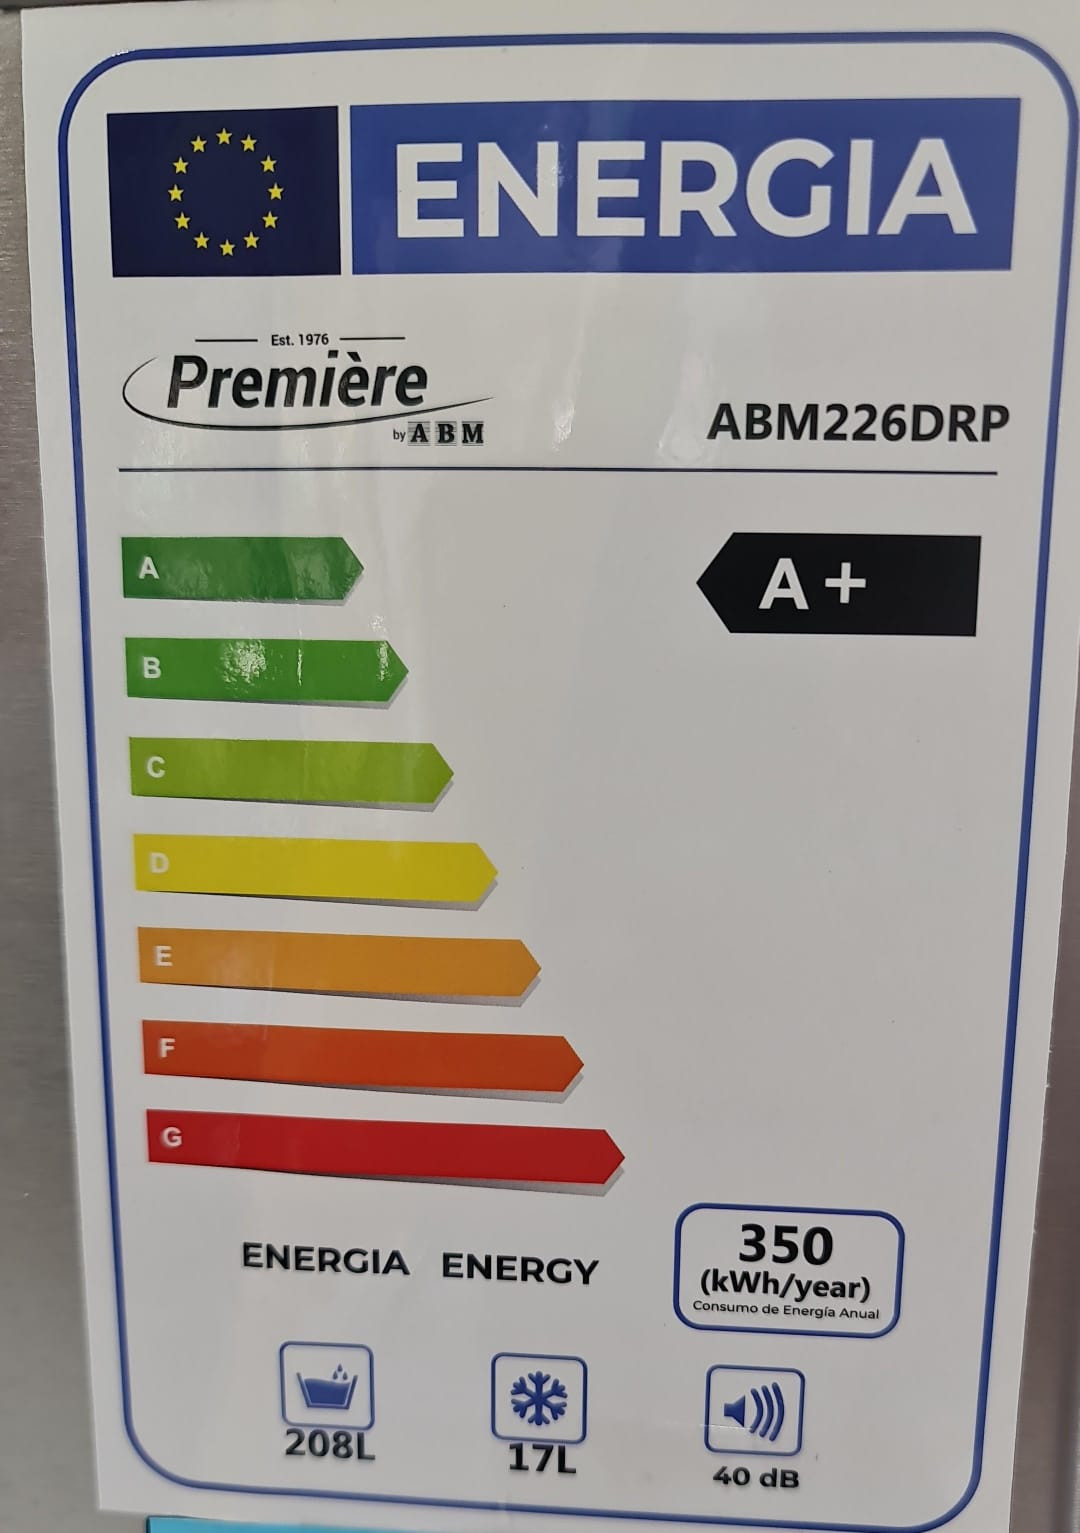 ENERGIA
Est. 1976
Première
by ABM
ABM226DRP
A
A+
B
C
D
E
F
G
ENERGIA ENERGY
350
(kWh/year)
Consumo de Energía Anual
208L
17L
40 dB